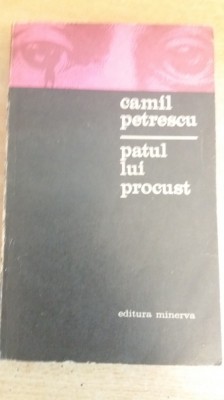 camil
petrescu
patul
lui
procust
editura minerva